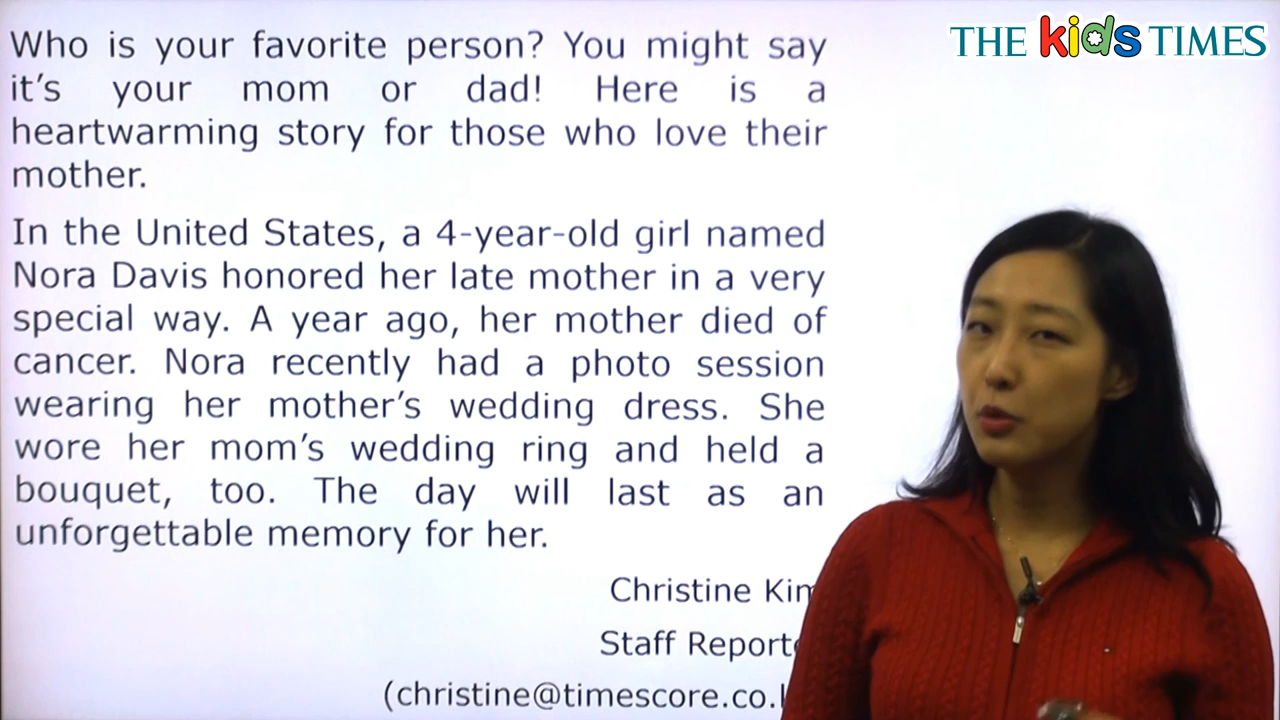 THE kids TIMES
Who is your favorite person? You might say
it's your mom or dad! Here is a
heartwarming story for those who love their
mother.
In the United States, a 4-year-old girl named
Nora Davis honored her late mother in a very
special way. A year ago, her mother died of
cancer. Nora recently had a photo session
wearing her mother's wedding dress. She
wore her mom's wedding ring and held a
bouquet, too. The day will last as an
unforgettable memory for her.
Christine Kim
Staff Reporte
(christine@timescore.co.k